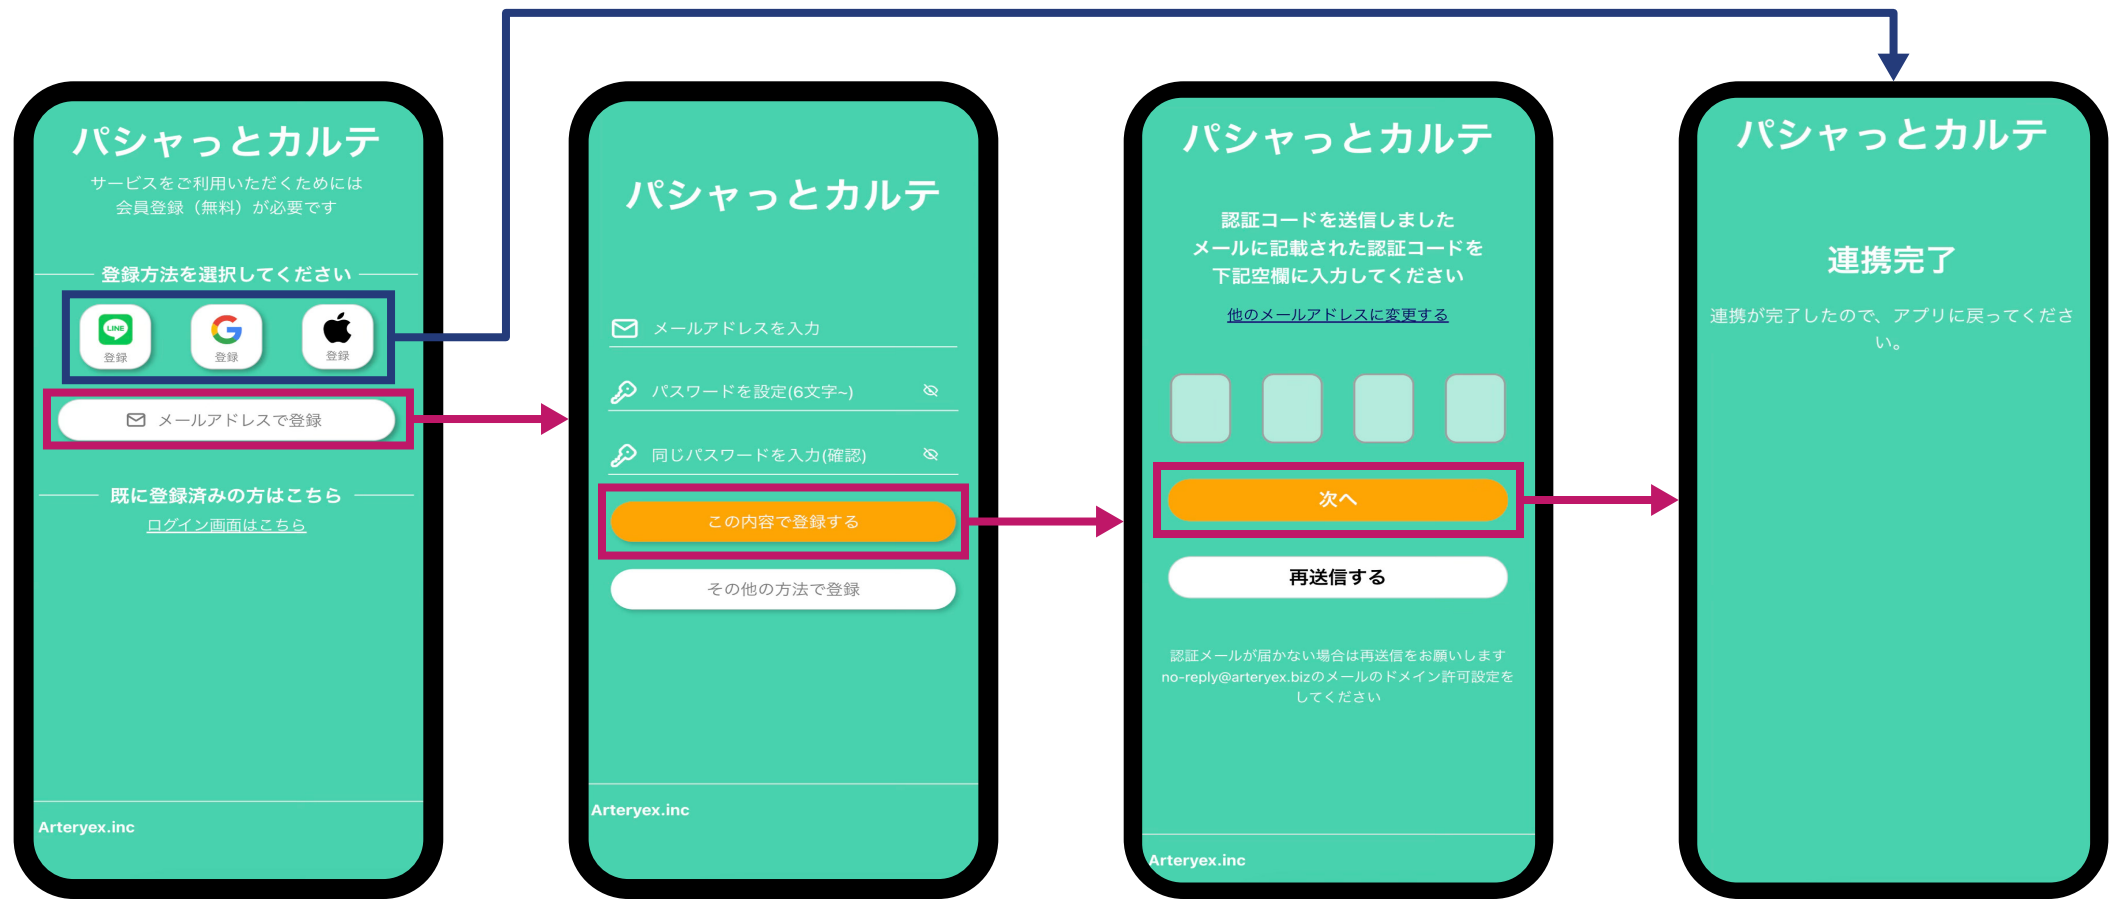 パシャっとカルテ
サービスをご利用いただくためには
会員登録（無料）が必要です
登録方法を選択してください
LINE
登録
登録
登録
メールアドレスで登録
既に登録済みの方はこちら
ログイン画面はこちら
Arteryex.inc
パシャっとカルテ
メールアドレスを入力
パスワードを設定(6文字~)
同じパスワードを入力(確認)
この内容で登録する
その他の方法で登録
Arteryex.inc
パシャっとカルテ
認証コードを送信しました
メールに記載された認証コードを
下記空欄に入力してください
他のメールアドレスに変更する
次へ
再送信する
認証メールが届かない場合は再送信をお願いします
no-reply@arteryex.bizのメールのドメイン許可設定を
してください
Arteryex.inc
パシャっとカルテ
連携完了
連携が完了したので、アプリに戻ってくださ
い。